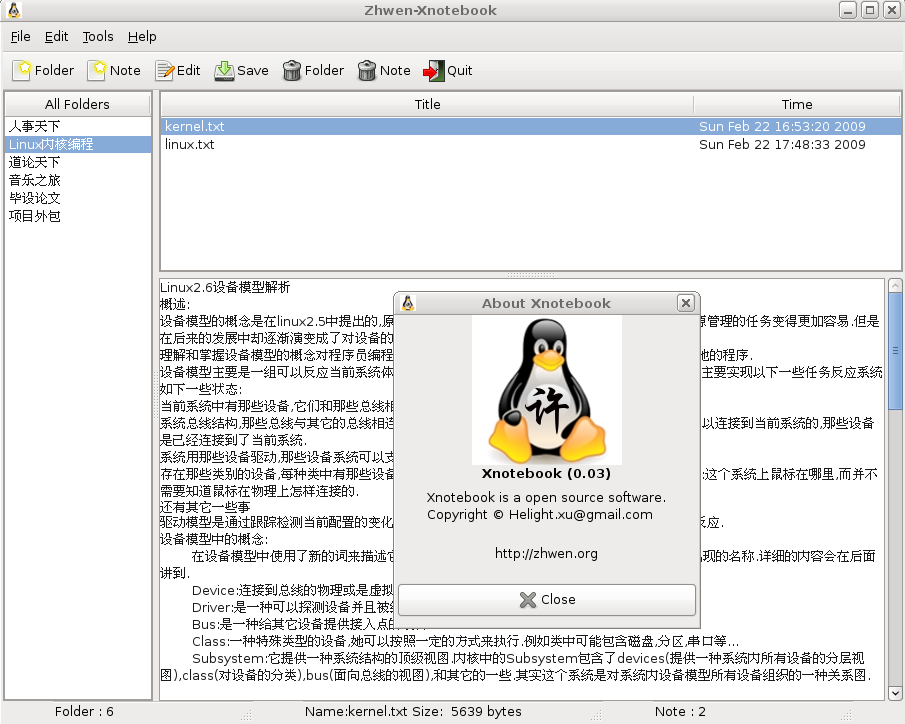 Zhwen-Xnotebook
File Edit Tools Help
Folder Note Edit Save Folder Note Quit
All Folders
人事天下
Linux内核编程
道论天下
音乐之旅
毕设论文
项目外包
Title Time
kernel.txt Sun Feb 22 16:53:20 2009
linux.txt Sun Feb 22 17:48:33 2009
Linux2.6设备模型解析
概述:
设备模型的概念是在linux2.5中提出的,原 管理的任务变得更加容易.但是
在后来的发展中却逐渐演变成了对设备的
理解和掌握设备模型的概念对程序员编程 的程序.
设备模型主要是一组可以反应当前系统体 主要实现以下一些任务反应系统
如下一些状态:
当前系统中有那些设备,它们和那些总线相
系统总线结构,那些总线与其它的总线相连 以连接到当前系统的,那些设备
是已经连接到了当前系统.
系统用那些设备驱动,那些设备系统可以支
存在那些类别的设备,每种类中有那些设备 :这个系统上鼠标在哪里,而并不
需要知道鼠标在物理上怎样连接的.
还有其它一些事
驱动模型是通过跟踪检测当前配置的变化 反应.
设备模型中的概念:
在设备模型中使用了新的词来描述它 现的名称.详细的内容会在后面
讲到.
Device:连接到总线的物理或是虚拟
Driver:是一种可以探测设备并且被绑
Bus:是一种给其它设备提供接入点的
Class:一种特殊类型的设备,她可以按照一定的方式来执行.例如类中可能包含磁盘,分区,串口等...
Subsystem:它提供一种系统结构的顶级视图.内核中的Subsystem包含了devices(提供一种系统内所有设备的分层视
图),class(对设备的分类),bus(面向总线的视图),和其它的一些.其实这个系统是对系统内设备模型所有设备组织的一种关系图.
About Xnotebook
许
Xnotebook (0.03)
Xnotebook is a open source software.
Copyright © Helight.xu@gmail.com
http://zhwen.org
Close
Folder : 6 Name:kernel.txt Size: 5639 bytes Note : 2